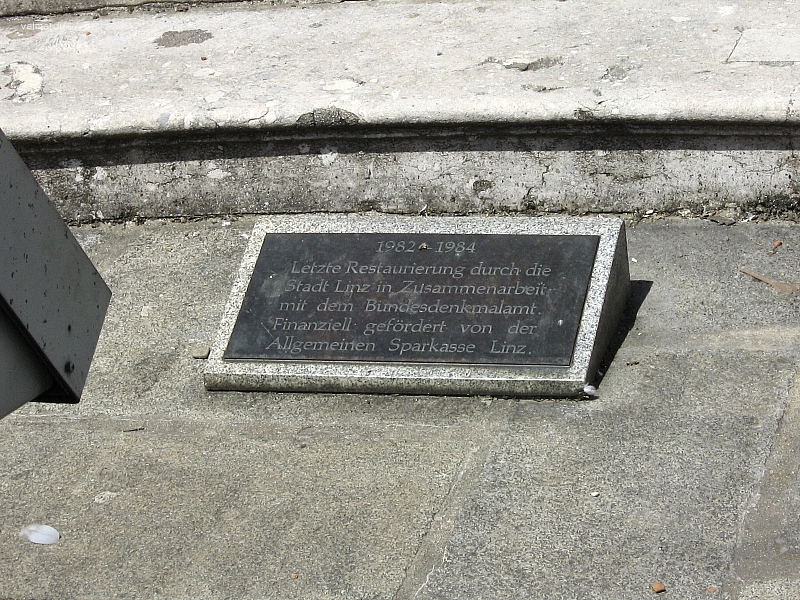 1982 - 1984
Letzte Restaurierung durch die
Stadt Linz in Zusammenarbeit
mit dem Bundesdenkmalamt.
Finanziell gefördert von der
Allgemeinen Sparkasse Linz.